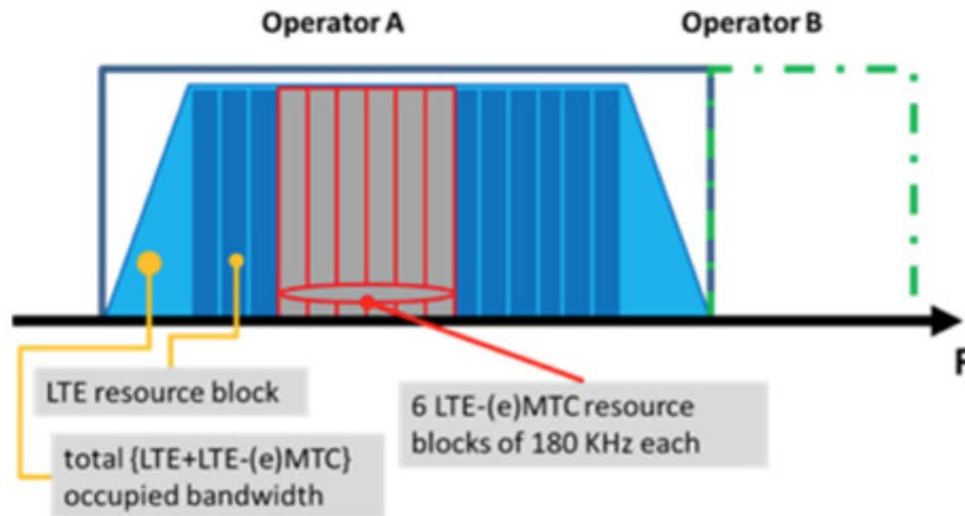 Operator A
Operator B
F
LTE resource block
6 LTE-(e)MTC resource
blocks of 180 KHz each
total {LTE+LTE-(e)MTC}
occupied bandwidth